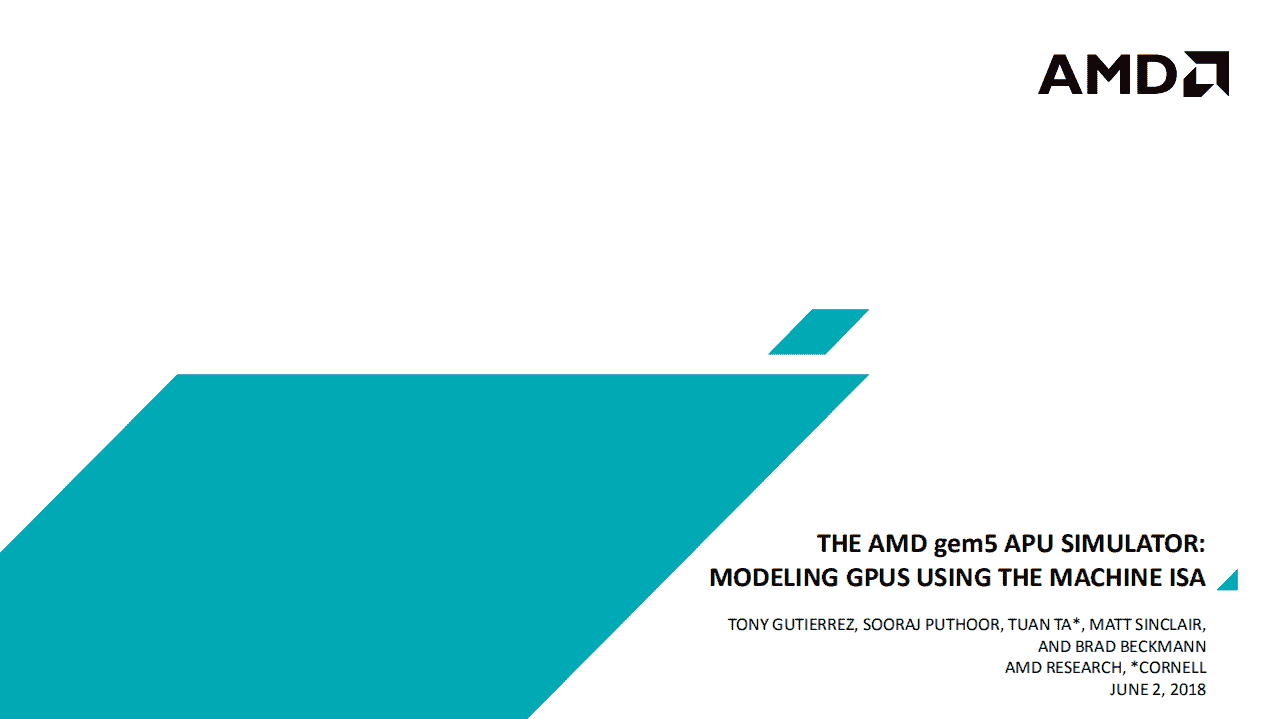 AMD
THE AMD gem5 APU SIMULATOR:
MODELING GPUS USING THE MACHINE ISA
TONY GUTIERREZ, SOORAJ PUTHOOR, TUAN TA*, MATT SINCLAIR,
AND BRAD BECKMANN
AMD RESEARCH, *CORNELL
JUNE 2, 2018